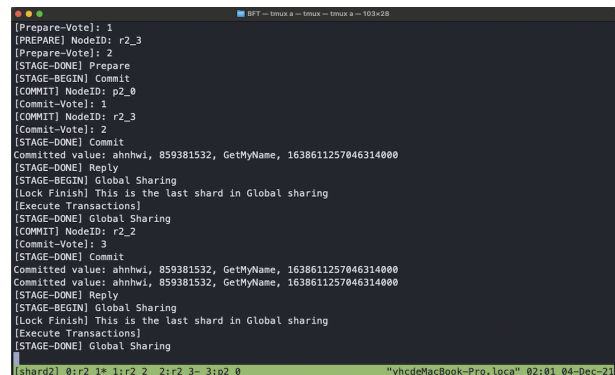 BFT — tmux a — tmux — tmux a — 103×28
[Prepare-Vote]: 1
[PREPARE] NodeID: r2_3
[Prepare-Vote]: 2
[STAGE-DONE] Prepare
[STAGE-BEGIN] Commit
[COMMIT] NodeID: p2_0
[Commit-Vote]: 1
[COMMIT] NodeID: r2_3
[Commit-Vote]: 2
[STAGE-DONE] Commit
Committed value: ahnhwi, 859381532, GetMyName, 1638611257046314000
[STAGE-DONE] Reply
[STAGE-BEGIN] Global Sharing
[Lock Finish] This is the last shard in Global sharing
[Execute Transactions]
[STAGE-DONE] Global Sharing
[COMMIT] NodeID: r2_2
[Commit-Vote]: 3
[STAGE-DONE] Commit
Committed value: ahnhwi, 859381532, GetMyName, 1638611257046314000
Committed value: ahnhwi, 859381532, GetMyName, 1638611257046314000
[STAGE-DONE] Reply
[STAGE-BEGIN] Global Sharing
[Lock Finish] This is the last shard in Global sharing
[Execute Transactions]
[STAGE-DONE] Global Sharing
[shard2] 0:r2_1* 1:r2_2 2:r2_3- 3:p2_0 "yhcdeMacBook-Pro.loca" 02:01 04-Dec-21